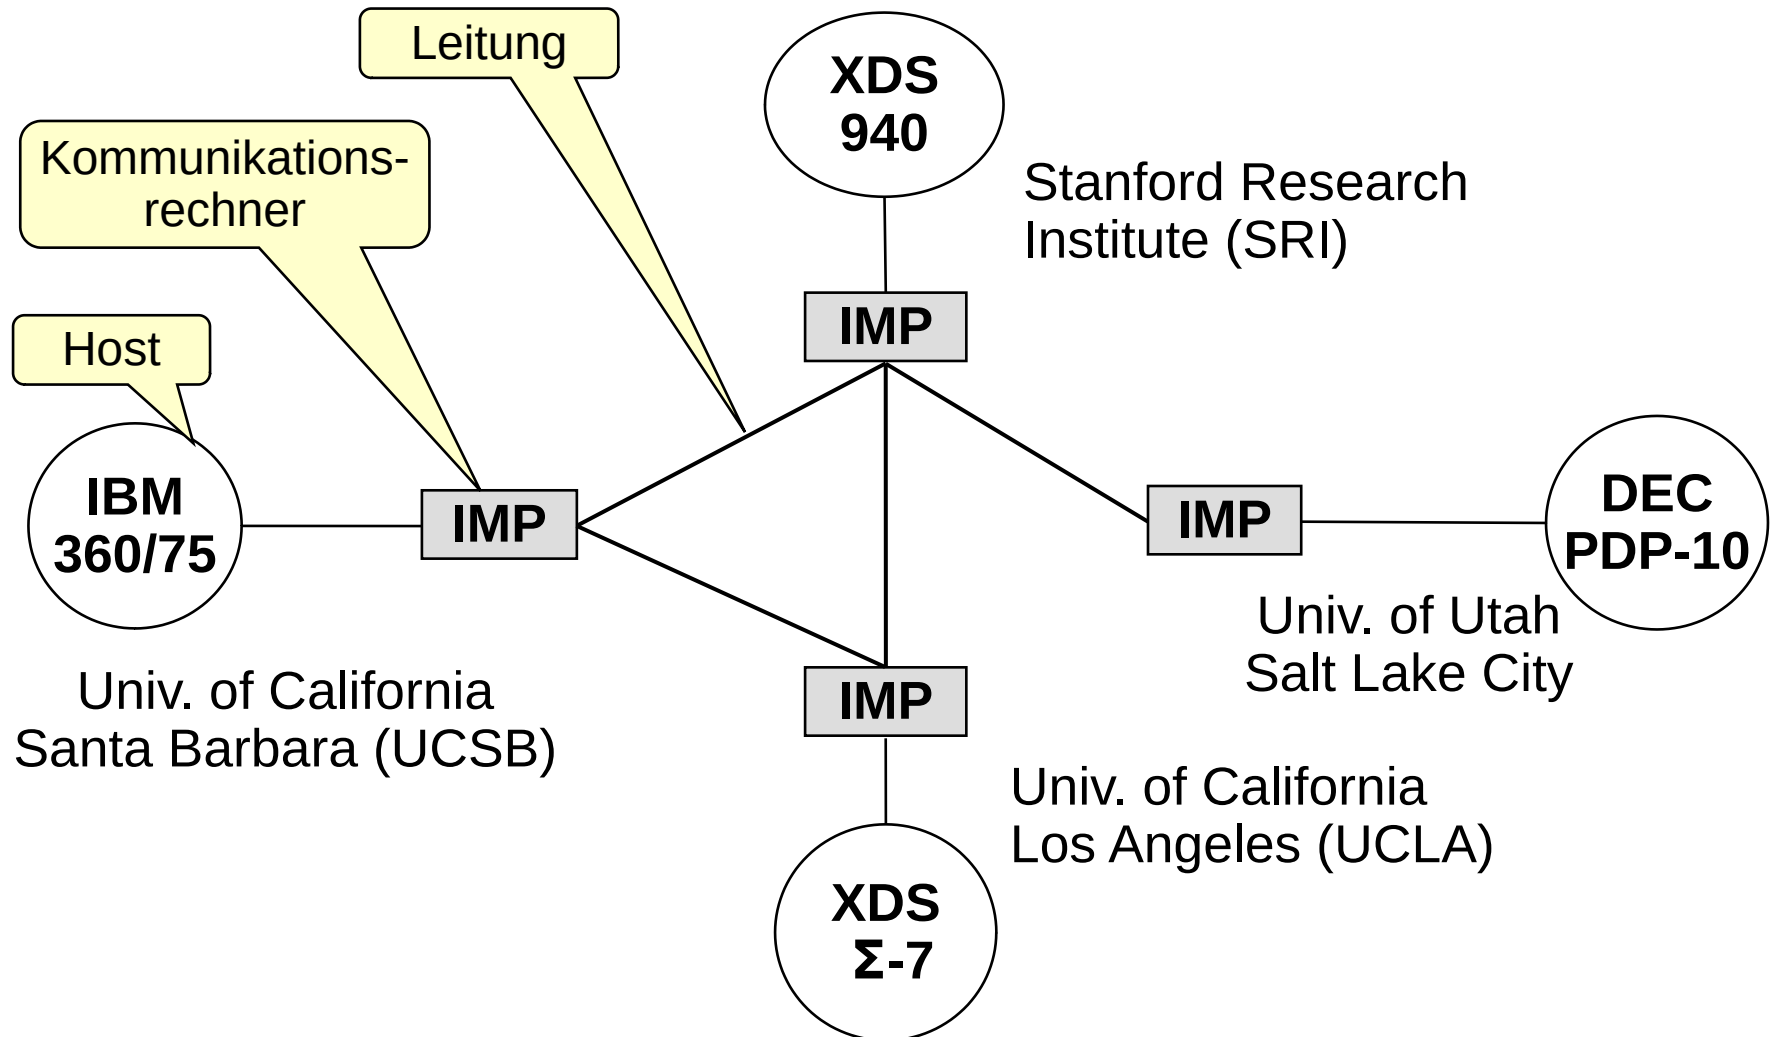 Leitung
XDS
940
Kommunikations-
rechner
Stanford Research
Institute (SRI)
IMP
Host
IBM
360/75
IMP
IMP
DEC
PDP-10
Univ. of Utah
Salt Lake City
Univ. of California
Santa Barbara (UCSB)
IMP
Univ. of California
Los Angeles (UCLA)
XDS
Σ-7